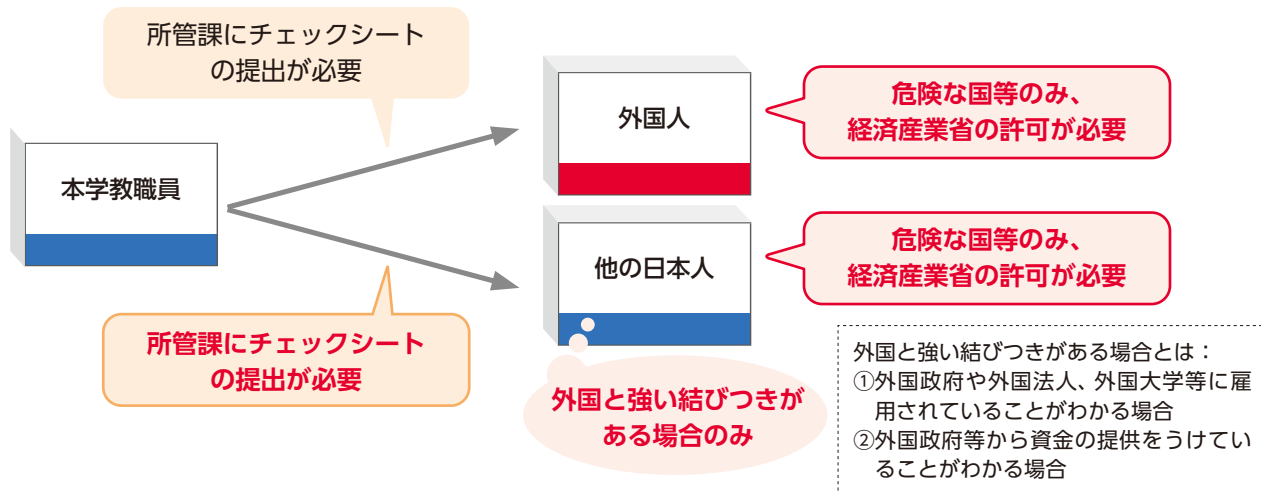 所管課にチェックシート
の提出が必要
外国人
危険な国等のみ、
経済産業省の許可が必要
本学教職員
他の日本人
危険な国等のみ、
経済産業省の許可が必要
所管課にチェックシート
の提出が必要
外国と強い結びつきが
ある場合のみ
外国と強い結びつきがある場合とは：
①外国政府や外国法人、外国大学等に雇
用されていることがわかる場合
②外国政府等から資金の提供をうけてい
ることがわかる場合